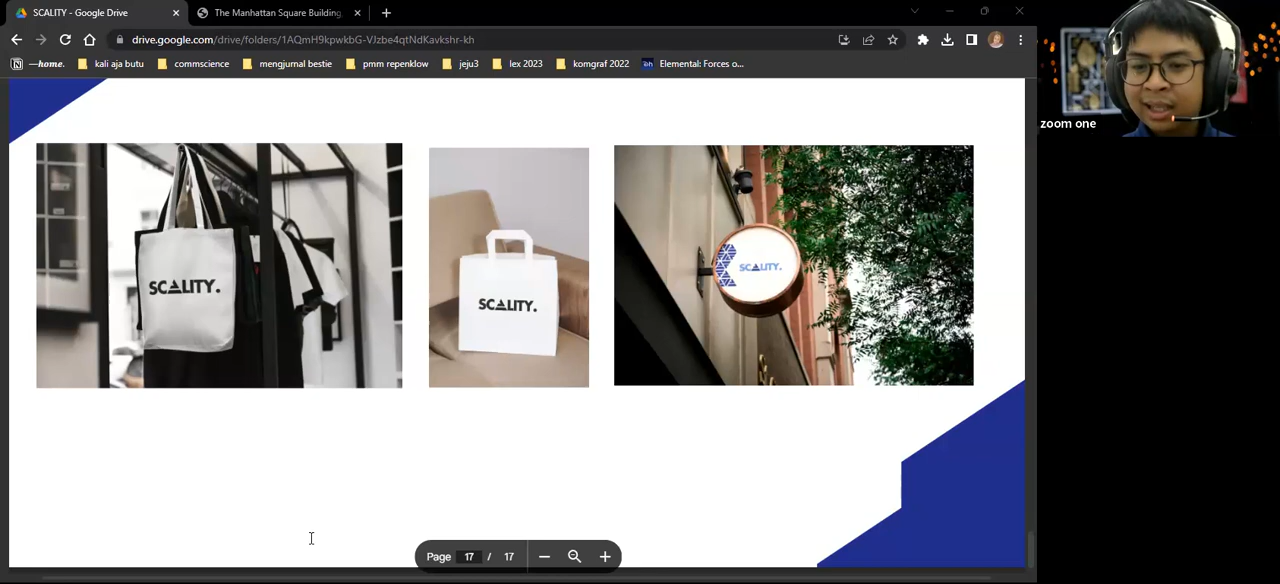 SCALITY - Google Drive
The Manhattan Square Building
drive.google.com/drive/folders/1AQmH9kpwkbG-VJzbe4qtNdKavkshr-kh
—home.
kali aja butu
commscience
mengjurnal bestie
pmm repenklow
jeju3
lex 2023
komgraf 2022
Elemental: Forces o...
zoom one
SCALITY.
SCALITY.
SCALITY.
Page 17 / 17